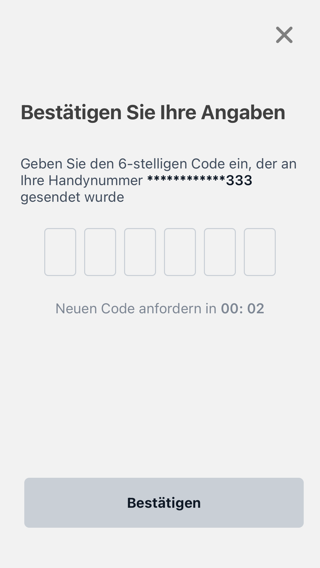 Bestätigen Sie Ihre Angaben
Geben Sie den 6-stelligen Code ein, der an
Ihre Handynummer ************333
gesendet wurde
Neuen Code anfordern in 00: 02
Bestätigen